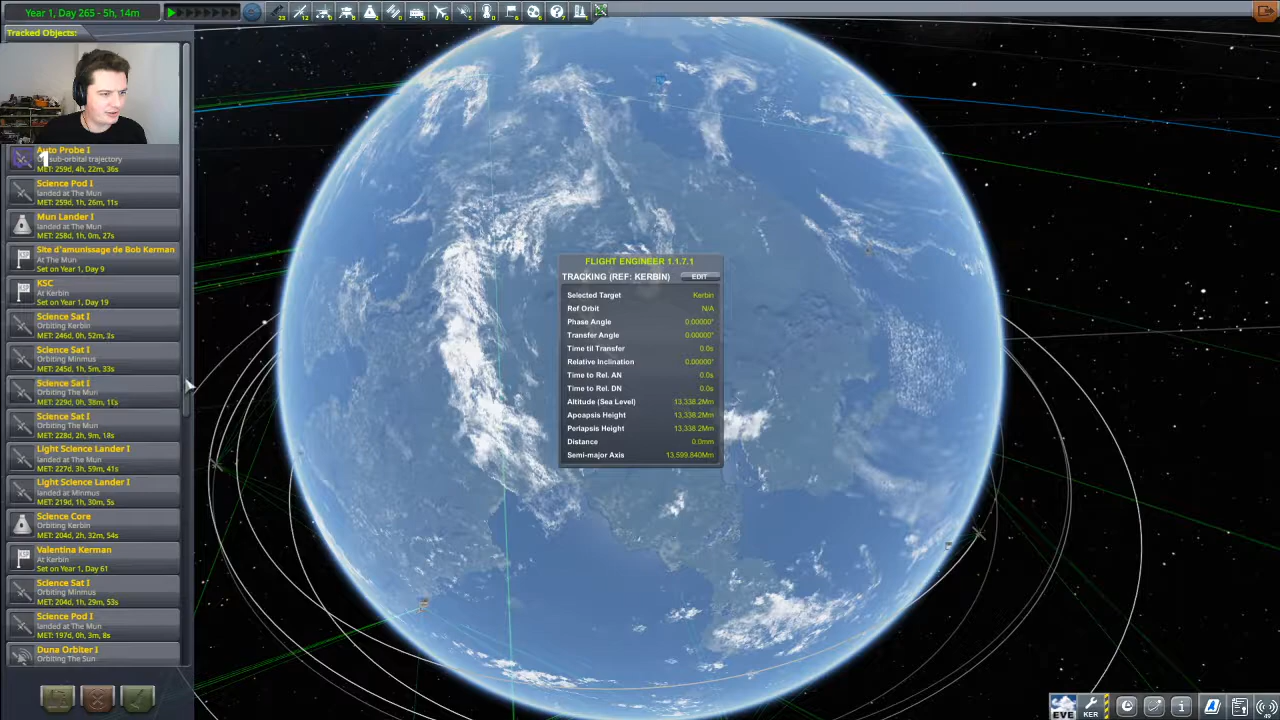 Year 1, Day 265 - 5h, 14m
Tracked Objects:
Auto Probe I
sub-orbital trajectory
MET: 259d, 4h, 22m, 36s
Science Pod I
landed at The Mun
MET: 259d, 1h, 26m, 11s
Mun Lander I
landed at The Mun
MET: 258d, 1h, 0m, 27s
Site d'amunissage de Bob Kerman
At The Mun
Set on Year 1, Day 9
KSC
At Kerbin
Set on Year 1, Day 19
Science Sat I
Orbiting Kerbin
MET: 246d, 0h, 52m, 3s
Science Sat I
Orbiting Minmus
MET: 245d, 1h, 5m, 33s
Science Sat I
Orbiting The Mun
MET: 229d, 0h, 38m, 11s
Science Sat I
Orbiting The Mun
MET: 228d, 2h, 9m, 18s
Light Science Lander I
landed at The Mun
MET: 227d, 3h, 59m, 41s
Light Science Lander I
landed at Minmus
MET: 219d, 1h, 30m, 5s
Science Core
Orbiting Kerbin
MET: 204d, 2h, 32m, 54s
Valentina Kerman
At Kerbin
Set on Year 1, Day 61
Science Sat I
Orbiting Minmus
MET: 204d, 1h, 29m, 53s
Science Pod I
landed at The Mun
MET: 197d, 0h, 3m, 8s
Duna Orbiter I
Orbiting The Sun
FLIGHT ENGINEER 1.1.7.1
TRACKING (REF: KERBIN) EDIT
Selected Target Kerbin
Ref Orbit N/A
Phase Angle 0.00000°
Transfer Angle 0.00000°
Time til Transfer 0.0s
Relative Inclination 0.00000°
Time to Rel. AN 0.0s
Time to Rel. DN 0.0s
Altitude (Sea Level) 13,338.2Mm
Apoapsis Height 13,338.2Mm
Periapsis Height 13,338.2Mm
Distance 0.0mm
Semi-major Axis 13,599.840Mm
EVE
KER